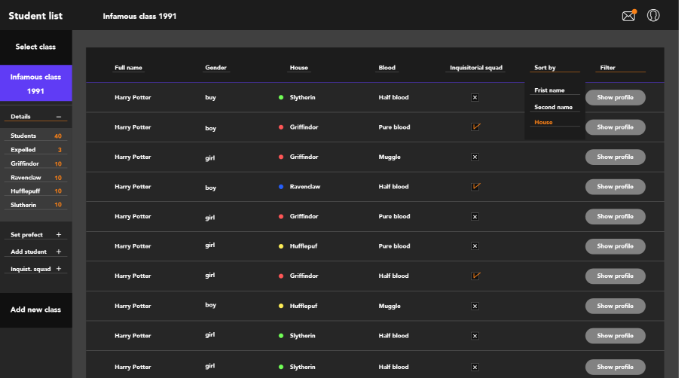 Student list
Infamous class 1991
Select class
Infamous class
1991
Details
Students 40
Expelled 3
Griffindor 10
Ravenclaw 10
Hufflepuff 10
Slutherin 10
Set prefect +
Add student +
Inquist. squad +
Add new class
Full name Gender House Blood Inquisitorial squad Sort by Filter
Frist name
Second name
House
Harry Potter buy Slytherin Half blood Show profile
Harry Potter boy Griffindor Pure blood Show profile
Harry Potter girl Griffindor Muggle Show profile
Harry Potter boy Ravenclaw Half blood Show profile
Harry Potter girl Griffindor Pure blood Show profile
Harry Potter girl Hufflepuf Pure blood Show profile
Harry Potter girl Griffindor Half blood Show profile
Harry Potter boy Hufflepuf Muggle Show profile
Harry Potter girl Slytherin Half blood Show profile
Harry Potter girl Slytherin Half blood Show profile